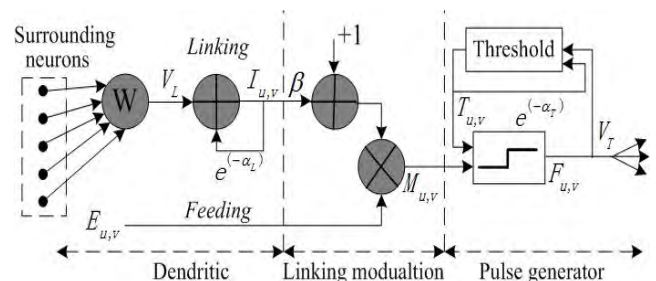 Surrounding
neurons
W
V_L
Linking
I_{u,v}
e^{(-α_L)}
β
+1
E_{u,v}
Feeding
M_{u,v}
Threshold
T_{u,v}
e^{(-α_T)}
V_T
F_{u,v}
Dendritic
Linking modualtion
Pulse generator